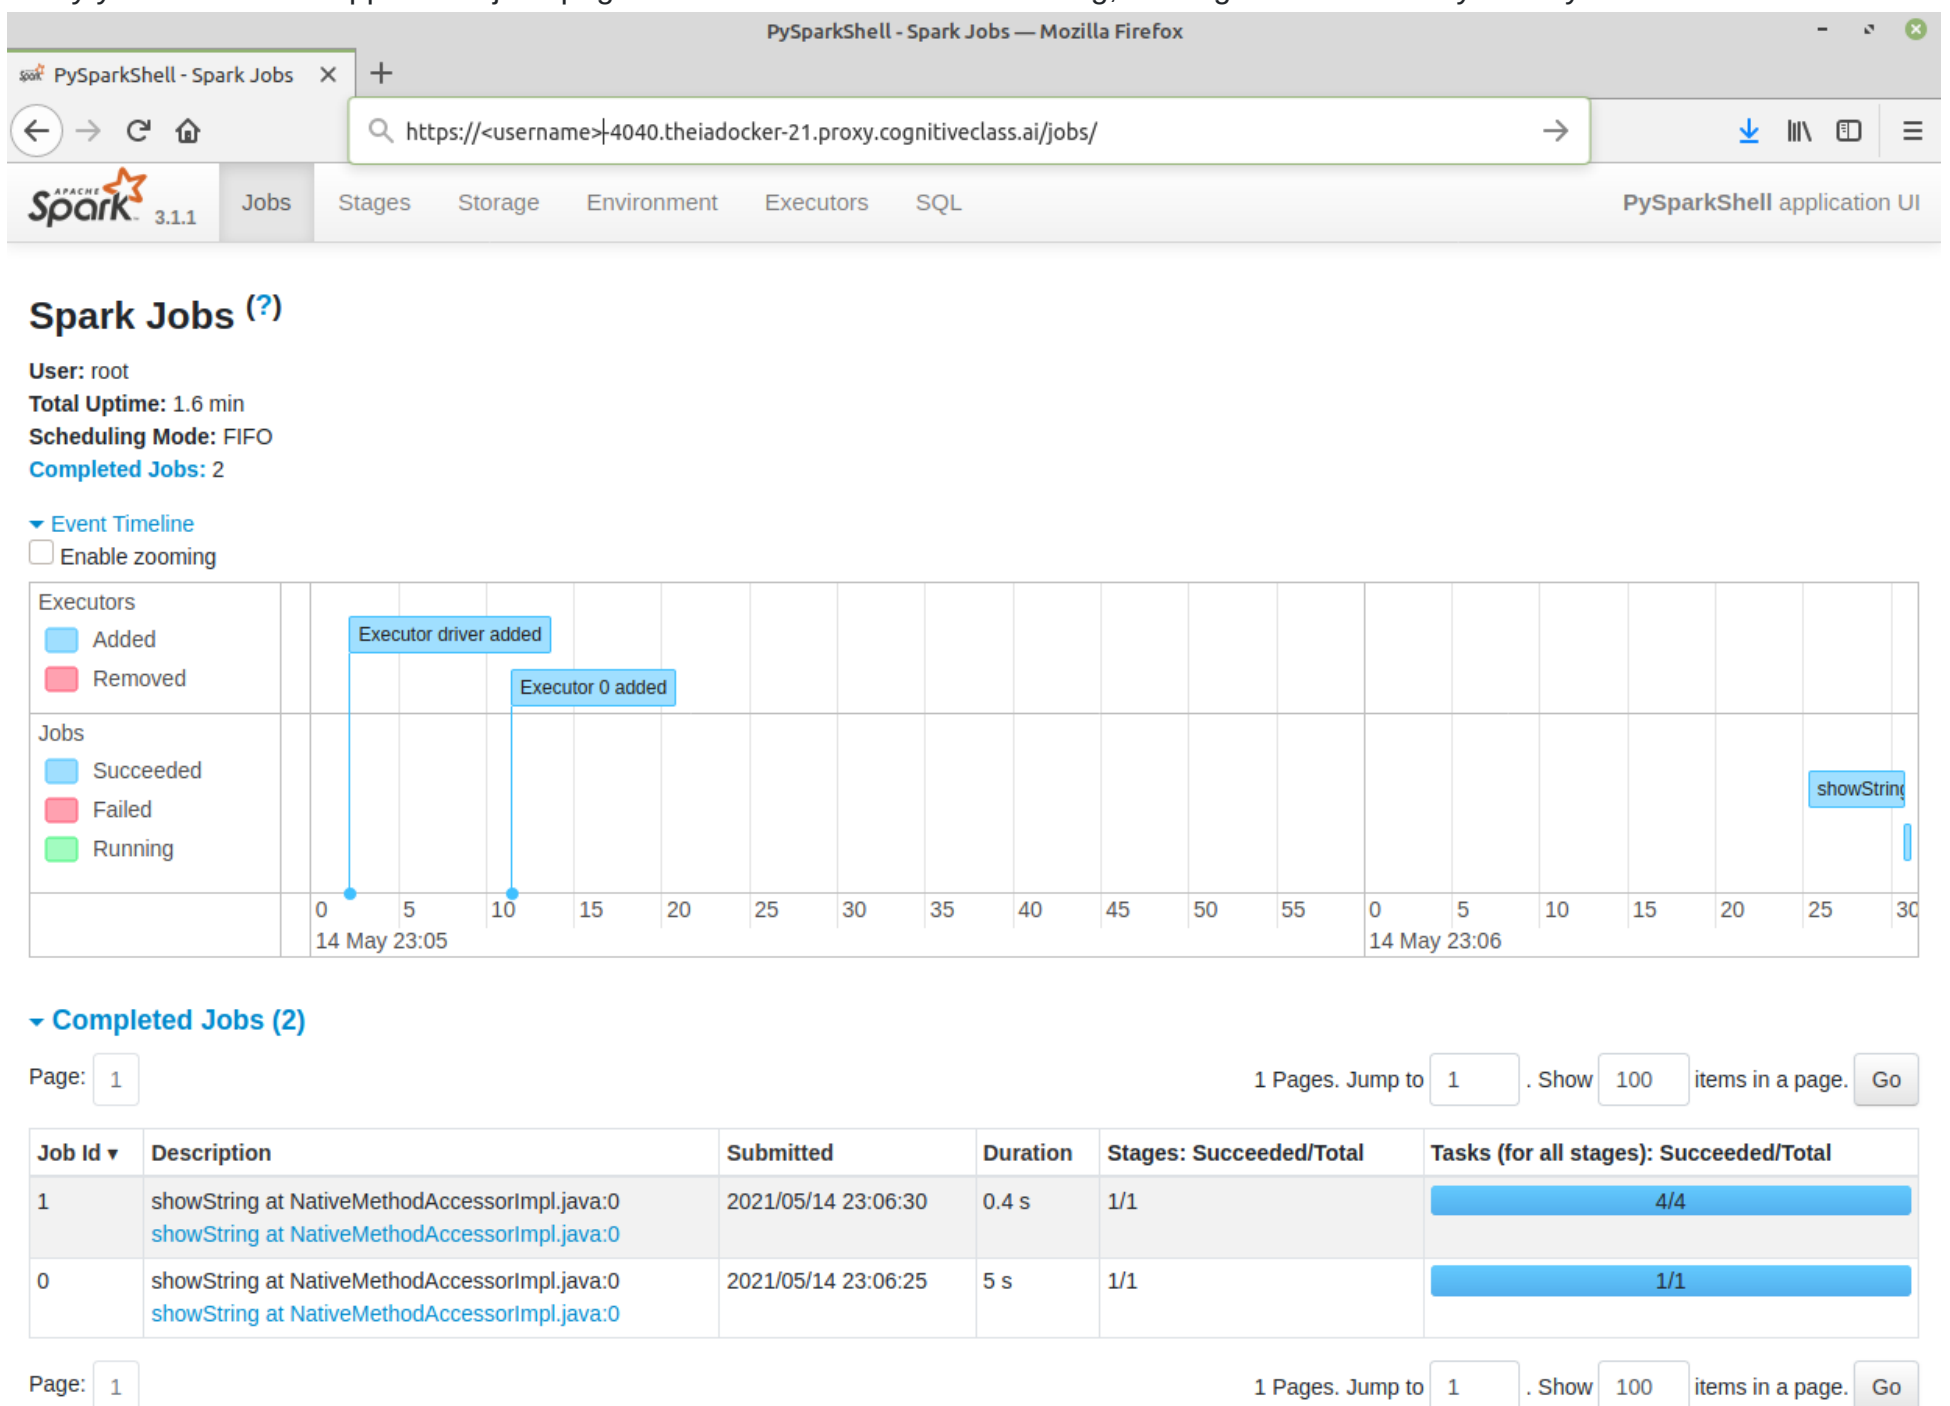 PySparkShell - Spark Jobs — Mozilla Firefox
PySparkShell - Spark Jobs
https://<username>-4040.theiadocker-21.proxy.cognitiveclass.ai/jobs/
APACHE Spark 3.1.1 Jobs Stages Storage Environment Executors SQL PySparkShell application UI
Spark Jobs (?)
User: root
Total Uptime: 1.6 min
Scheduling Mode: FIFO
Completed Jobs: 2
Event Timeline
Enable zooming
Executors
Added
Removed
Executor driver added
Executor 0 added
Jobs
Succeeded
Failed
Running
showString
0 5 10 15 20 25 30 35 40 45 50 55 0 5 10 15 20 25 30
14 May 23:05 14 May 23:06
Completed Jobs (2)
Page: 1 1 Pages. Jump to 1 . Show 100 items in a page. Go
Job Id ▾ Description Submitted Duration Stages: Succeeded/Total Tasks (for all stages): Succeeded/Total
1 showString at NativeMethodAccessorImpl.java:0 2021/05/14 23:06:30 0.4 s 1/1 4/4
showString at NativeMethodAccessorImpl.java:0
0 showString at NativeMethodAccessorImpl.java:0 2021/05/14 23:06:25 5 s 1/1 1/1
showString at NativeMethodAccessorImpl.java:0
Page: 1 1 Pages. Jump to 1 . Show 100 items in a page. Go